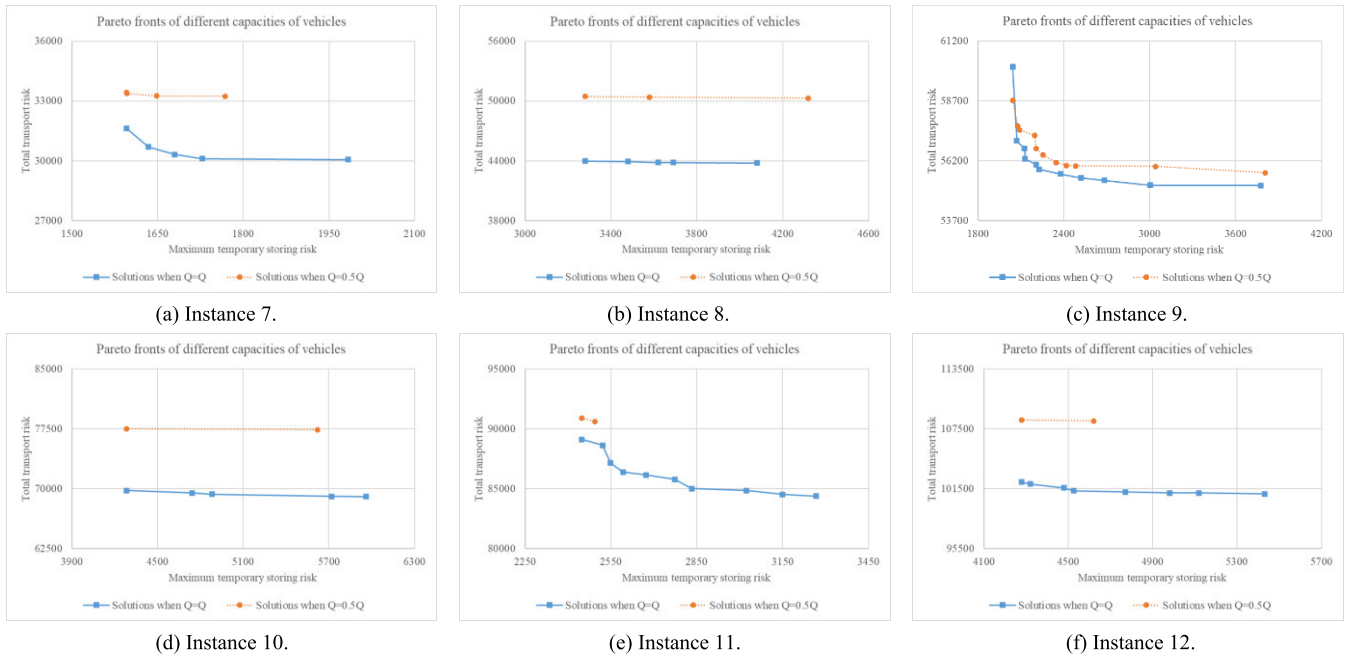 Pareto fronts of different capacities of vehicles
36000
33000
30000
27000
1500 1650 1800 1950 2100
Total transport risk
Maximum temporary storing risk
Solutions when Q=Q Solutions when Q=0.5Q
(a) Instance 7.
Pareto fronts of different capacities of vehicles
56000
50000
44000
38000
3000 3400 3800 4200 4600
Total transport risk
Maximum temporary storing risk
Solutions when Q=Q Solutions when Q=0.5Q
(b) Instance 8.
Pareto fronts of different capacities of vehicles
61200
58700
56200
53700
1800 2400 3000 3600 4200
Total transport risk
Maximum temporary storing risk
Solutions when Q=Q Solutions when Q=0.5Q
(c) Instance 9.
Pareto fronts of different capacities of vehicles
85000
77500
70000
62500
3900 4500 5100 5700 6300
Total transport risk
Maximum temporary storing risk
Solutions when Q=Q Solutions when Q=0.5Q
(d) Instance 10.
Pareto fronts of different capacities of vehicles
95000
90000
85000
80000
2250 2550 2850 3150 3450
Total transport risk
Maximum temporary storing risk
Solutions when Q=Q Solutions when Q=0.5Q
(e) Instance 11.
Pareto fronts of different capacities of vehicles
113500
107500
101500
95500
4100 4500 4900 5300 5700
Total transport risk
Maximum temporary storing risk
Solutions when Q=Q Solutions when Q=0.5Q
(f) Instance 12.